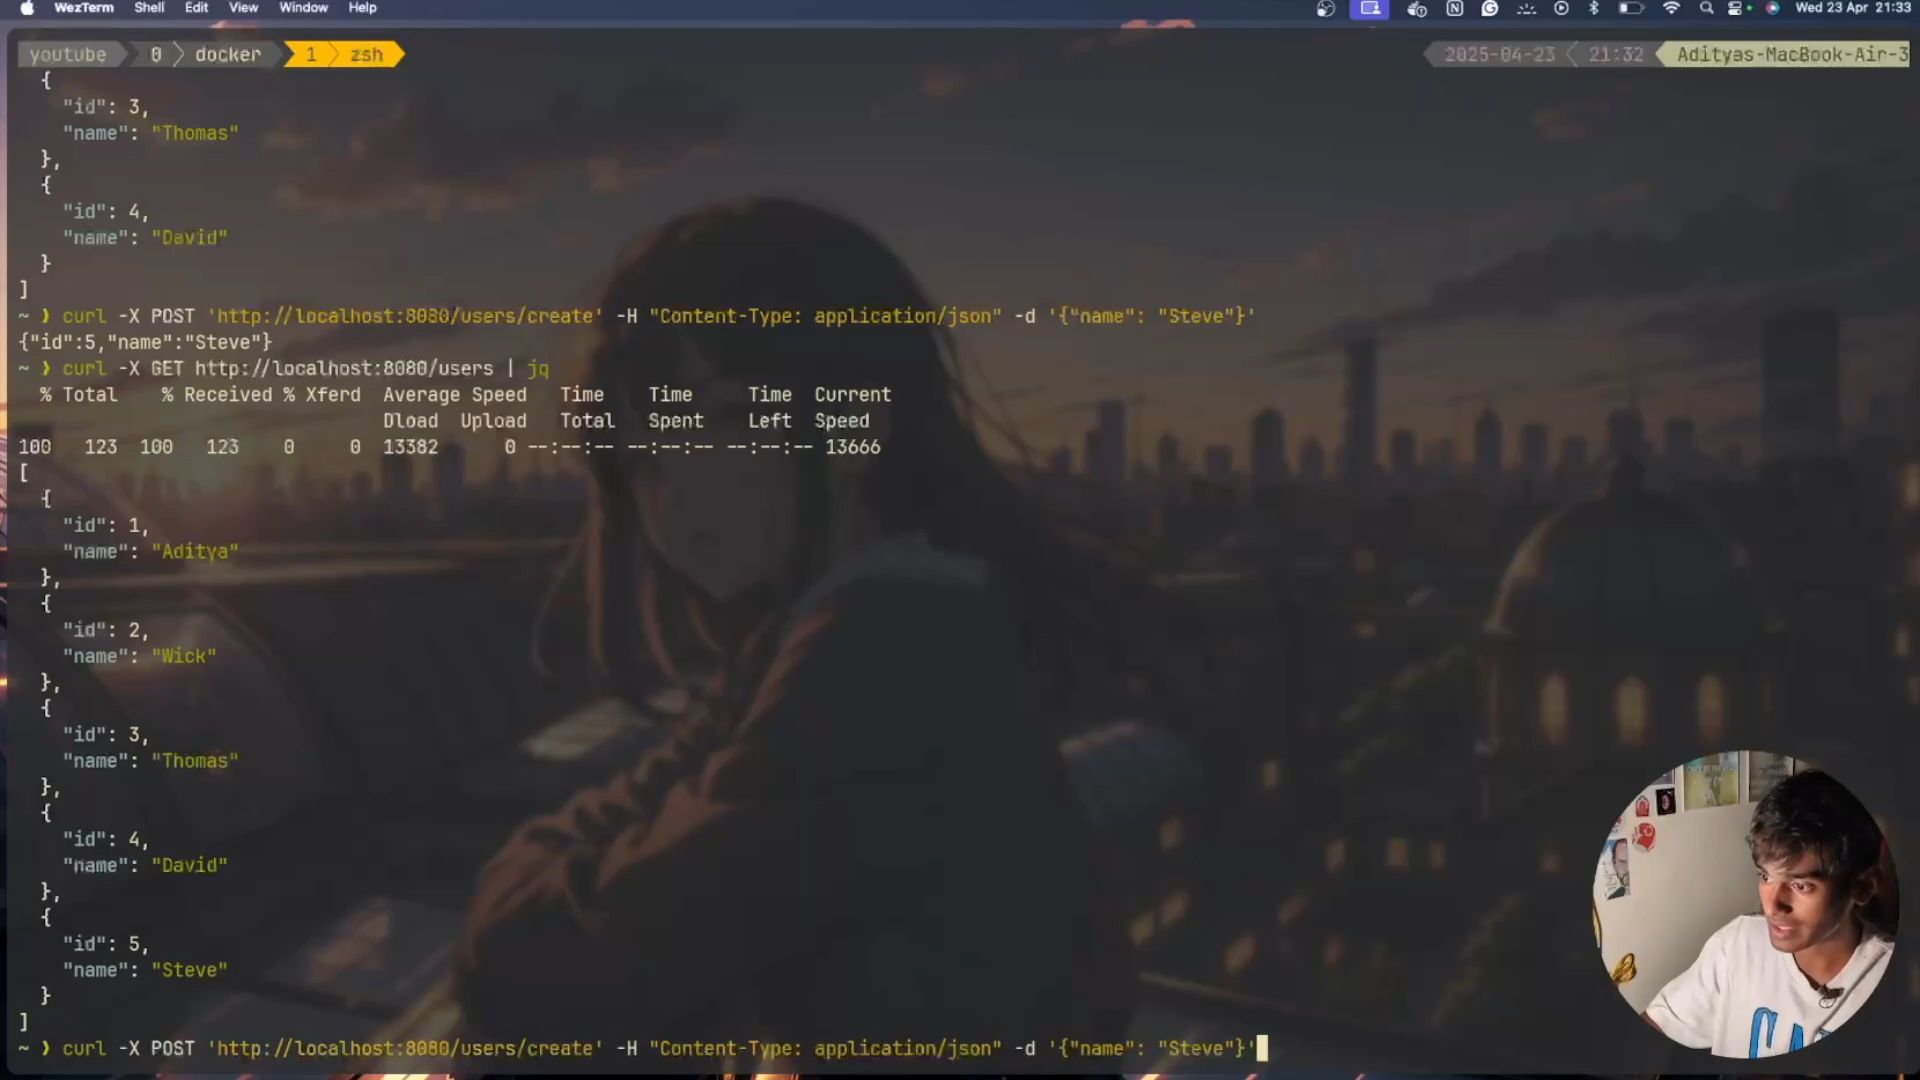 WezTerm Shell Edit View Window Help Wed 23 Apr 21:33
youtube 0 docker 1 zsh 2025-04-23 21:32 Adityas-MacBook-Air-3
{
"id": 3,
"name": "Thomas"
},
{
"id": 4,
"name": "David"
}
]
~ ❯ curl -X POST 'http://localhost:8080/users/create' -H "Content-Type: application/json" -d '{"name": "Steve"}'
{"id":5,"name":"Steve"}
~ ❯ curl -X GET http://localhost:8080/users | jq
% Total % Received % Xferd Average Speed Time Time Time Current
Dload Upload Total Spent Left Speed
100 123 100 123 0 0 13382 0 --:--:-- --:--:-- --:--:-- 13666
[
{
"id": 1,
"name": "Aditya"
},
{
"id": 2,
"name": "Wick"
},
{
"id": 3,
"name": "Thomas"
},
{
"id": 4,
"name": "David"
},
{
"id": 5,
"name": "Steve"
}
]
~ ❯ curl -X POST 'http://localhost:8080/users/create' -H "Content-Type: application/json" -d '{"name": "Steve"}'